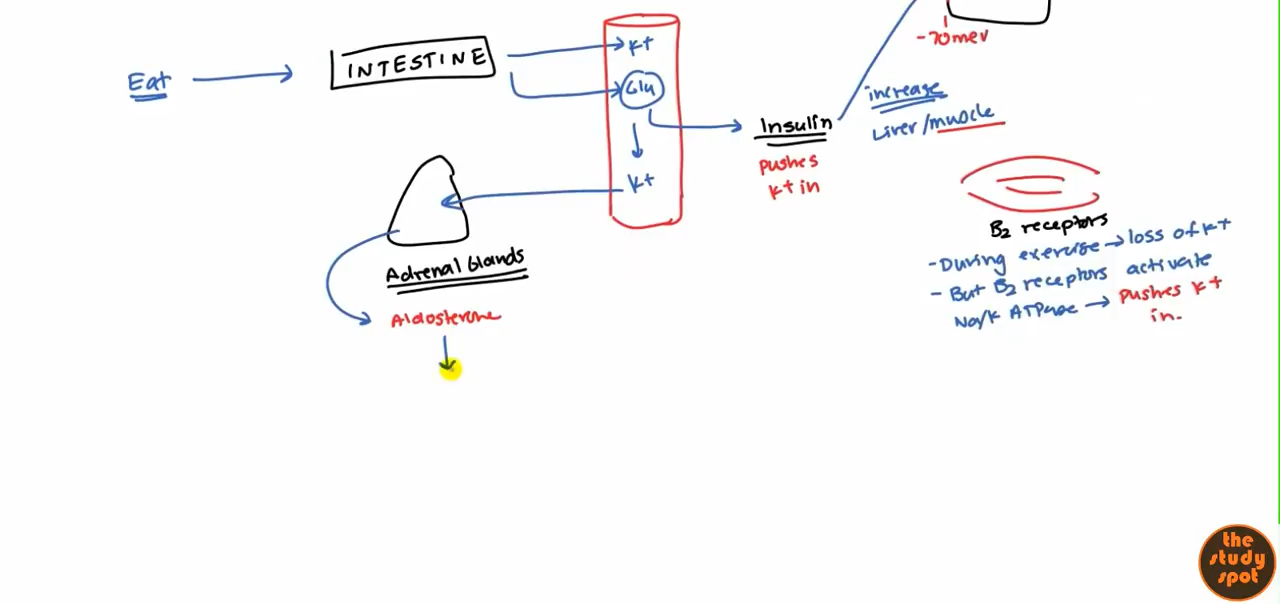 -70mev
Eat
INTESTINE
K+
Glu
K+
Insulin
pushes
K+ in
increase
Liver/muscle
B2 receptors
-During exercise → loss of K+
- But B2 receptors activate
Na/K ATPase → pushes K+
in.
Adrenal Glands
Aldosterone
the
study
spot